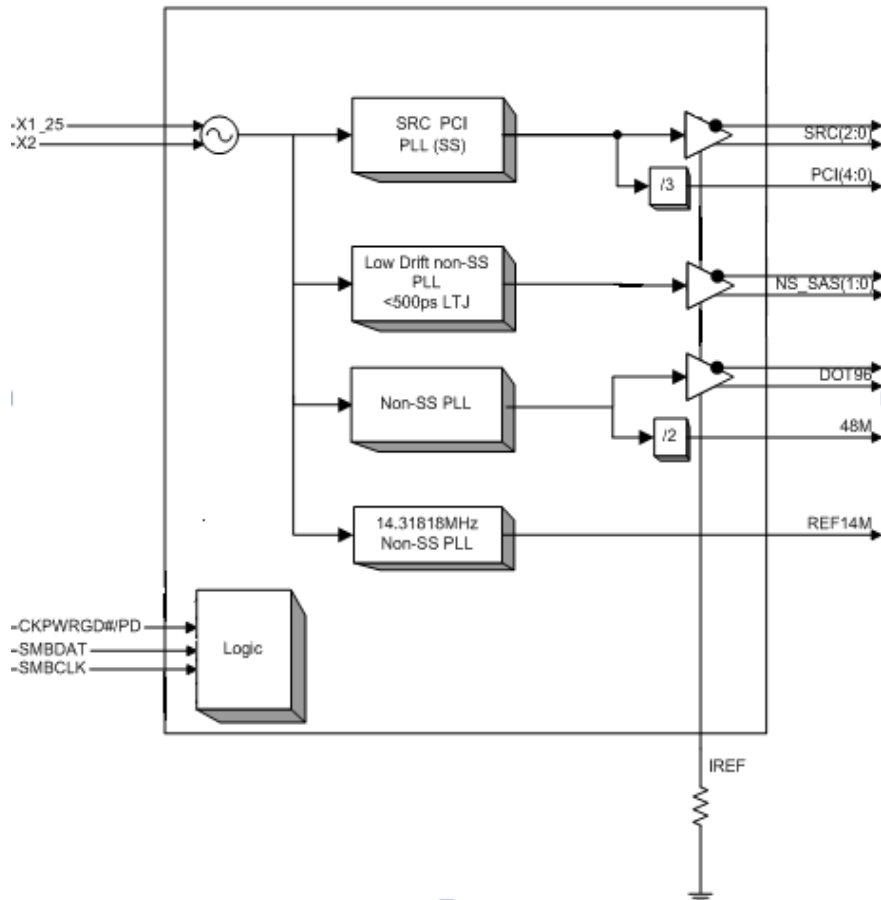 X1_25
X2
SRC PCI
PLL (SS)
SRC(2:0)
/3
PCI(4:0)
Low Drift non-SS
PLL
<500ps LTJ
NS_SAS(1:0)
Non-SS PLL
DOT96
/2
48M
14.31818MHz
Non-SS PLL
REF14M
CKPWRGD#/PD
SMBDAT
SMBCLK
Logic
IREF